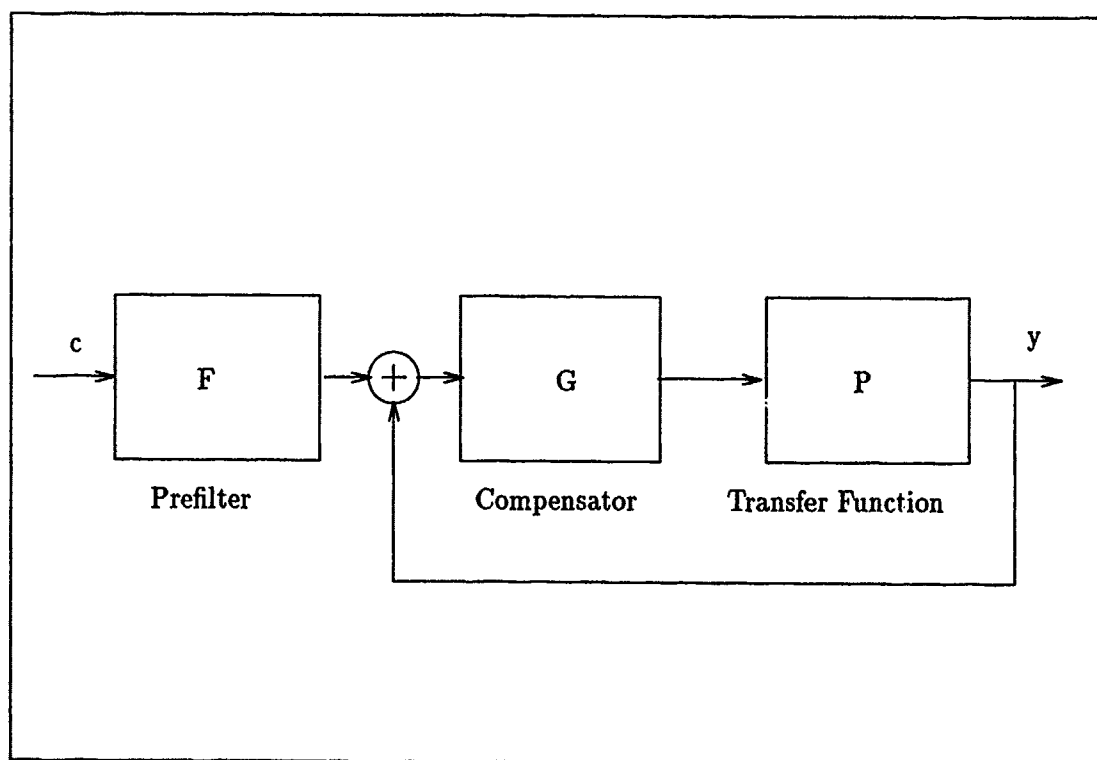 c
y
F
+
G
P
Prefilter
Compensator
Transfer Function